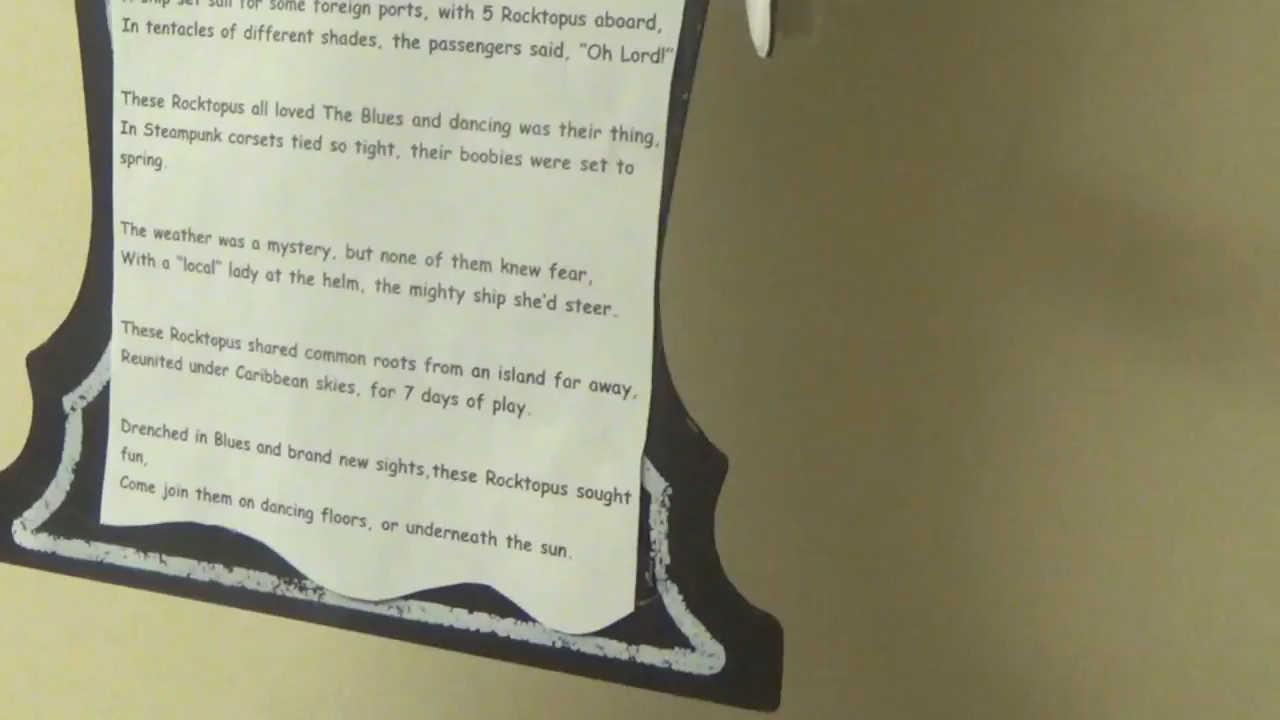 ship set sail for some foreign ports, with 5 Rocktopus aboard,
In tentacles of different shades, the passengers said, "Oh Lord!"
These Rocktopus all loved The Blues and dancing was their thing,
In Steampunk corsets tied so tight, their boobies were set to
spring.
The weather was a mystery, but none of them knew fear,
With a "local" lady at the helm, the mighty ship she'd steer.
These Rocktopus shared common roots from an island far away,
Reunited under Caribbean skies, for 7 days of play.
Drenched in Blues and brand new sights,these Rocktopus sought
fun,
Come join them on dancing floors, or underneath the sun.